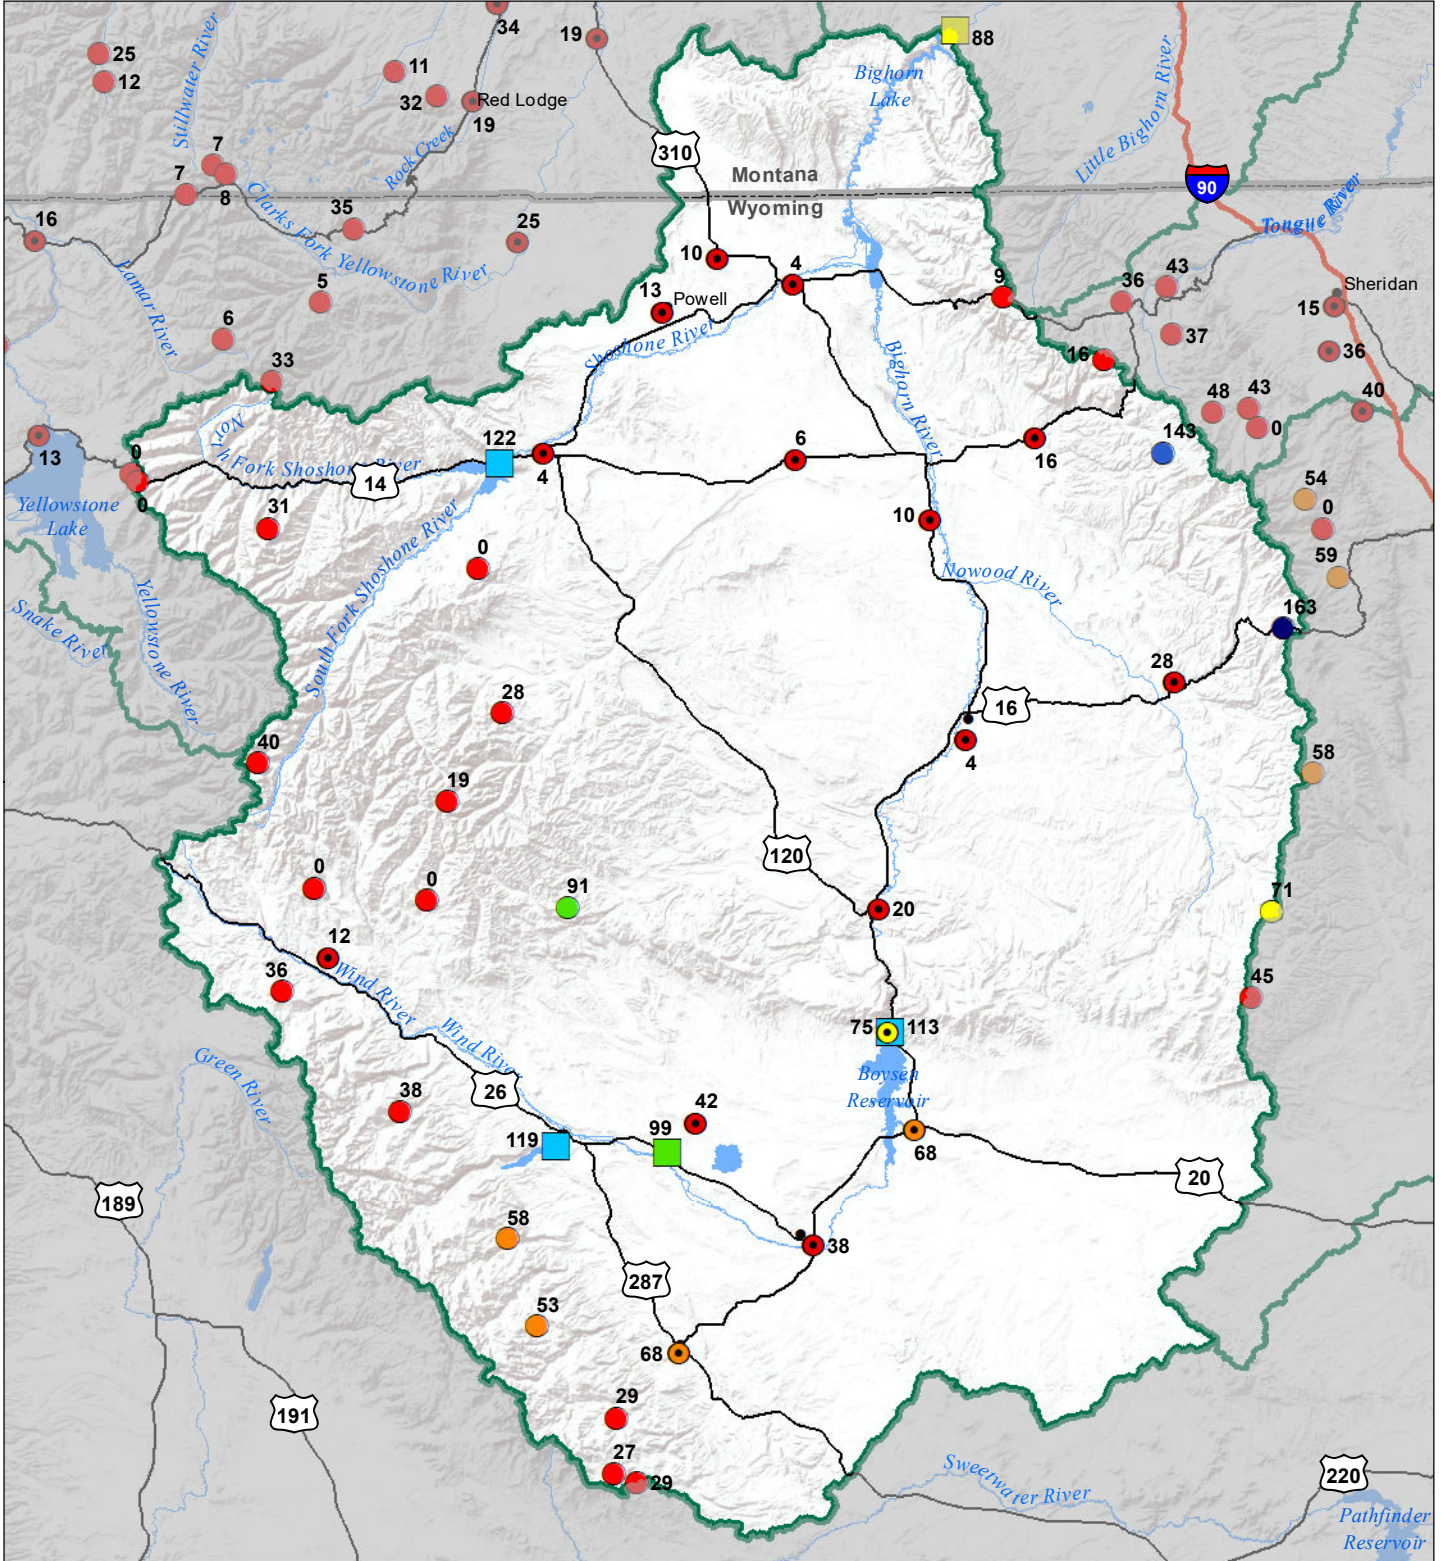 34
19
88
25
12
11
32
Red Lodge
19
Stillwater River
Rock Creek
Bighorn
Lake
Little Bighorn River
310
Montana
Wyoming
90
7
7
8
Clarks Fork Yellowstone River
35
16
25
Tongue River
Lamar River
10
4
9
36
43
Sheridan
15
5
13
Powell
6
Shoshone River
Bighorn River
37
36
16
33
48
43
0
40
North Fork Shoshone River
122
4
6
16
143
13
0
0
14
Yellowstone
Lake
31
South Fork Shoshone River
0
10
54
0
59
Nowood River
Snake River
Yellowstone River
163
28
28
16
4
40
19
58
120
0
0
91
20
71
12
36
Wind River
Wind River
45
75
113
Green River
Boysen
Reservoir
38
26
42
119
99
68
20
189
58
38
287
53
68
29
191
27
29
Sweetwater River
220
Pathfinder
Reservoir